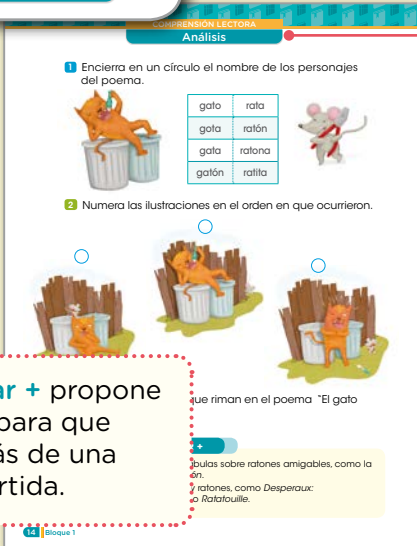 COMPRENSIÓN LECTORA
Análisis
1 Encierra en un círculo el nombre de los personajes
del poema.
gato rata
gota ratón
gata ratona
gatón ratita
2 Numera las ilustraciones en el orden en que ocurrieron.
ar + propone
para que
ás de una
rtida.
que riman en el poema "El gato
+
bulas sobre ratones amigables, como la
ón.
y ratones, como Desperaux:
o Ratatouille.
14 Bloque 1